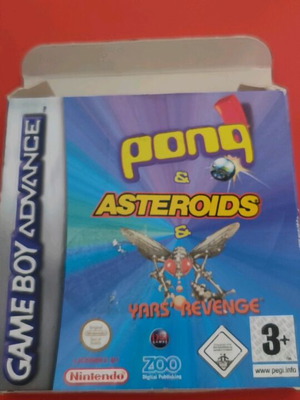 GAME BOY ADVANCE
pong
&
ASTEROIDS
&
YARS' REVENGE
Nintendo
ZOO
Digital Publishing
3+
www.pegi.info